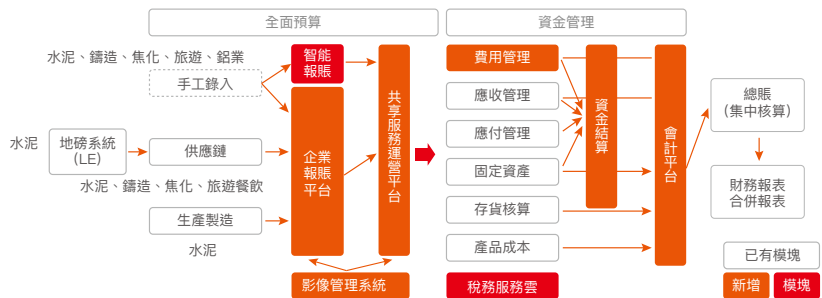 全面預算
資金管理
水泥、鑄造、焦化、旅遊、鋁業
手工錄入
智能
報賬
水泥
地磅系統
(LE)
供應鏈
水泥、鑄造、焦化、旅遊餐飲
生產製造
水泥
企業
報賬
平台
共享服務運營平台
影像管理系統
費用管理
應收管理
應付管理
固定資產
存貨核算
產品成本
稅務服務雲
資金結算
會計平台
總賬
(集中核算)
財務報表
合併報表
已有模塊
新增
模塊